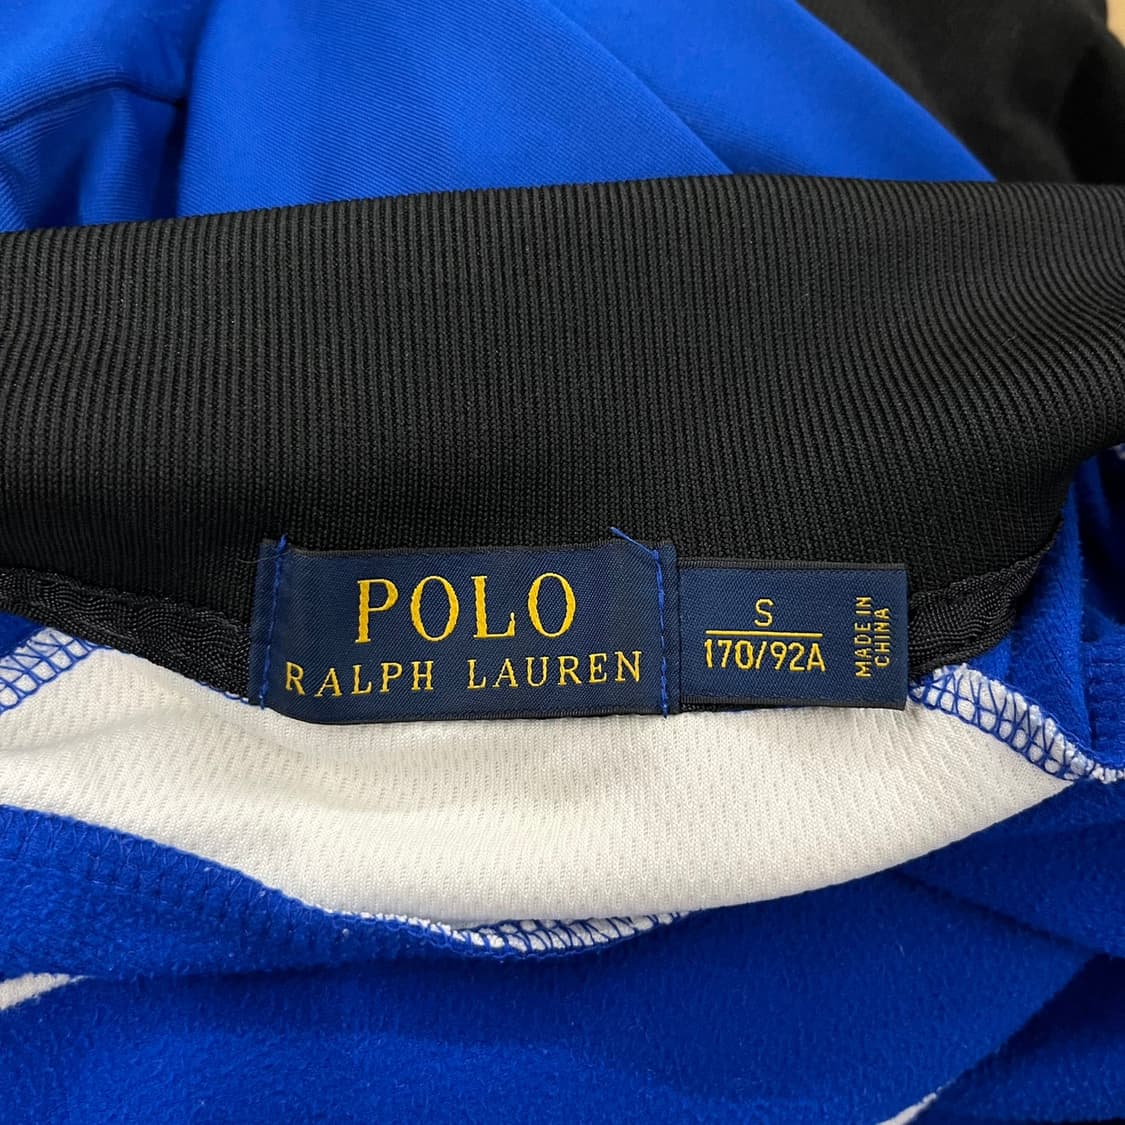 POLO
RALPH LAUREN
S
170/92A
MADE IN
CHINA